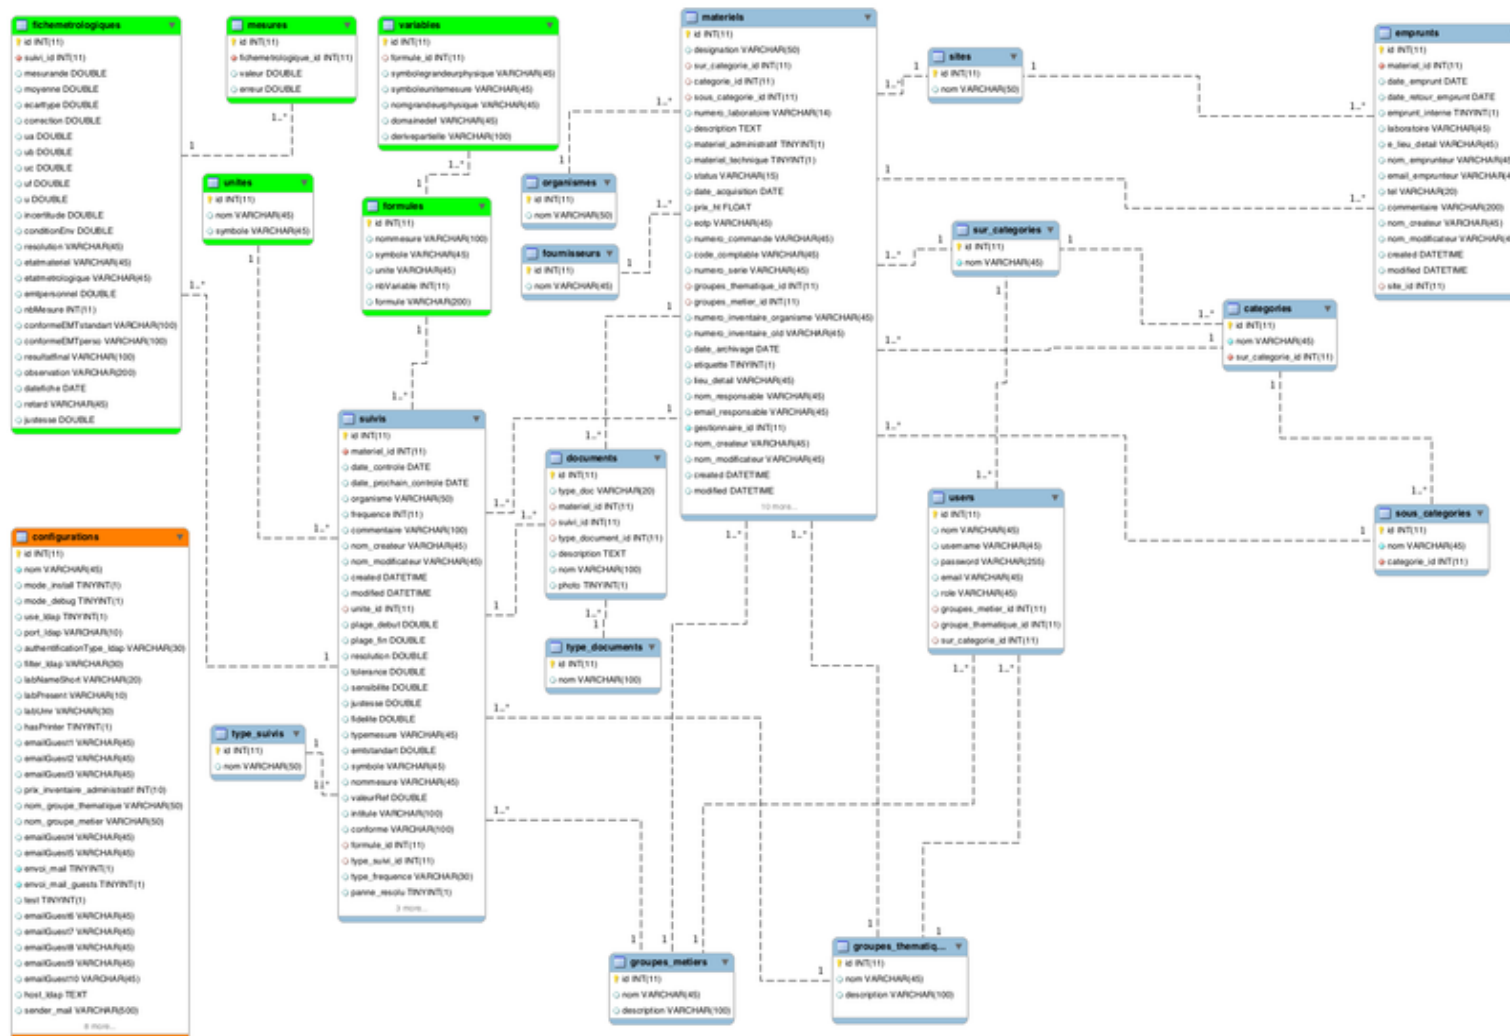 fichemetrologiques
id INT(11)
suivi_id INT(11)
mesurande DOUBLE
moyenne DOUBLE
ecarttype DOUBLE
correction DOUBLE
ua DOUBLE
ub DOUBLE
uc DOUBLE
uf DOUBLE
u DOUBLE
incertitude DOUBLE
conditionEnv DOUBLE
resolution VARCHAR(45)
etatmateriel VARCHAR(45)
etatmetrologique VARCHAR(45)
emtpersonnel DOUBLE
nbMesure INT(11)
conformeEMTstandart VARCHAR(100)
conformeEMTperso VARCHAR(100)
resultatfinal VARCHAR(100)
observation VARCHAR(200)
datefiche DATE
retard VARCHAR(45)
justesse DOUBLE
mesures
id INT(11)
fichemetrologique_id INT(11)
valeur DOUBLE
erreur DOUBLE
variables
id INT(11)
formule_id INT(11)
symbolegrandeurphysique VARCHAR(45)
symboleunitemesure VARCHAR(45)
nomgrandeurphysique VARCHAR(45)
domainedef VARCHAR(45)
derivepartielle VARCHAR(100)
unites
id INT(11)
nom VARCHAR(45)
symbole VARCHAR(45)
formules
id INT(11)
nommesure VARCHAR(100)
symbole VARCHAR(45)
unite VARCHAR(45)
nbVariable INT(11)
formule VARCHAR(200)
organismes
id INT(11)
nom VARCHAR(50)
fournisseurs
id INT(11)
nom VARCHAR(45)
materiels
id INT(11)
designation VARCHAR(50)
sur_categorie_id INT(11)
categorie_id INT(11)
sous_categorie_id INT(11)
numero_laboratoire VARCHAR(14)
description TEXT
materiel_administratif TINYINT(1)
materiel_technique TINYINT(1)
status VARCHAR(15)
date_acquisition DATE
prix_ht FLOAT
eotp VARCHAR(45)
numero_commande VARCHAR(45)
code_comptable VARCHAR(45)
numero_serie VARCHAR(45)
groupes_thematique_id INT(11)
groupes_metier_id INT(11)
numero_inventaire_organisme VARCHAR(45)
numero_inventaire_old VARCHAR(45)
date_archivage DATE
etiquette TINYINT(1)
lieu_detail VARCHAR(45)
nom_responsable VARCHAR(45)
email_responsable VARCHAR(45)
gestionnaire_id INT(11)
nom_createur VARCHAR(45)
nom_modificateur VARCHAR(45)
created DATETIME
modified DATETIME
10 more...
sites
id INT(11)
nom VARCHAR(50)
emprunts
id INT(11)
materiel_id INT(11)
date_emprunt DATE
date_retour_emprunt DATE
emprunt_interne TINYINT(1)
laboratoire VARCHAR(45)
e_lieu_detail VARCHAR(45)
nom_emprunteur VARCHAR(45
email_emprunteur VARCHAR(4
tel VARCHAR(20)
commentaire VARCHAR(200)
nom_createur VARCHAR(45)
nom_modificateur VARCHAR(4
created DATETIME
modified DATETIME
site_id INT(11)
sur_categories
id INT(11)
nom VARCHAR(45)
categories
id INT(11)
nom VARCHAR(45)
sur_categorie_id INT(11)
sous_categories
id INT(11)
nom VARCHAR(45)
categorie_id INT(11)
users
id INT(11)
nom VARCHAR(45)
username VARCHAR(45)
password VARCHAR(255)
email VARCHAR(45)
role VARCHAR(45)
groupes_metier_id INT(11)
groupe_thematique_id INT(11)
sur_categorie_id INT(11)
suivis
id INT(11)
materiel_id INT(11)
date_controle DATE
date_prochain_controle DATE
organisme VARCHAR(50)
frequence INT(11)
commentaire VARCHAR(100)
nom_createur VARCHAR(45)
nom_modificateur VARCHAR(45)
created DATETIME
modified DATETIME
unite_id INT(11)
plage_debut DOUBLE
plage_fin DOUBLE
resolution DOUBLE
tolerance DOUBLE
sensibilite DOUBLE
justesse DOUBLE
fidelite DOUBLE
typemesure VARCHAR(45)
emtstandart DOUBLE
symbole VARCHAR(45)
nommesure VARCHAR(45)
valeurRef DOUBLE
intitule VARCHAR(100)
conforme VARCHAR(100)
formule_id INT(11)
type_suivi_id INT(11)
type_frequence VARCHAR(30)
panne_resolu TINYINT(1)
3 more...
documents
id INT(11)
type_doc VARCHAR(20)
materiel_id INT(11)
suivi_id INT(11)
type_document_id INT(11)
description TEXT
nom VARCHAR(100)
photo TINYINT(1)
type_documents
id INT(11)
nom VARCHAR(100)
type_suivis
id INT(11)
nom VARCHAR(50)
configurations
id INT(11)
nom VARCHAR(45)
mode_install TINYINT(1)
mode_debug TINYINT(1)
use_ldap TINYINT(1)
port_ldap VARCHAR(10)
authentificationType_ldap VARCHAR(30)
filter_ldap VARCHAR(30)
labNameShort VARCHAR(20)
labPresent VARCHAR(10)
labUmr VARCHAR(30)
hasPrinter TINYINT(1)
emailGuest1 VARCHAR(45)
emailGuest2 VARCHAR(45)
emailGuest3 VARCHAR(45)
prix_inventaire_administratif INT(10)
nom_groupe_thematique VARCHAR(50)
nom_groupe_metier VARCHAR(50)
emailGuest4 VARCHAR(45)
emailGuest5 VARCHAR(45)
envoi_mail TINYINT(1)
envoi_mail_guests TINYINT(1)
test TINYINT(1)
emailGuest6 VARCHAR(45)
emailGuest7 VARCHAR(45)
emailGuest8 VARCHAR(45)
emailGuest9 VARCHAR(45)
emailGuest10 VARCHAR(45)
host_ldap TEXT
sender_mail VARCHAR(500)
8 more...
groupes_metiers
id INT(11)
nom VARCHAR(45)
description VARCHAR(100)
groupes_thematiq...
id INT(11)
nom VARCHAR(45)
description VARCHAR(100)